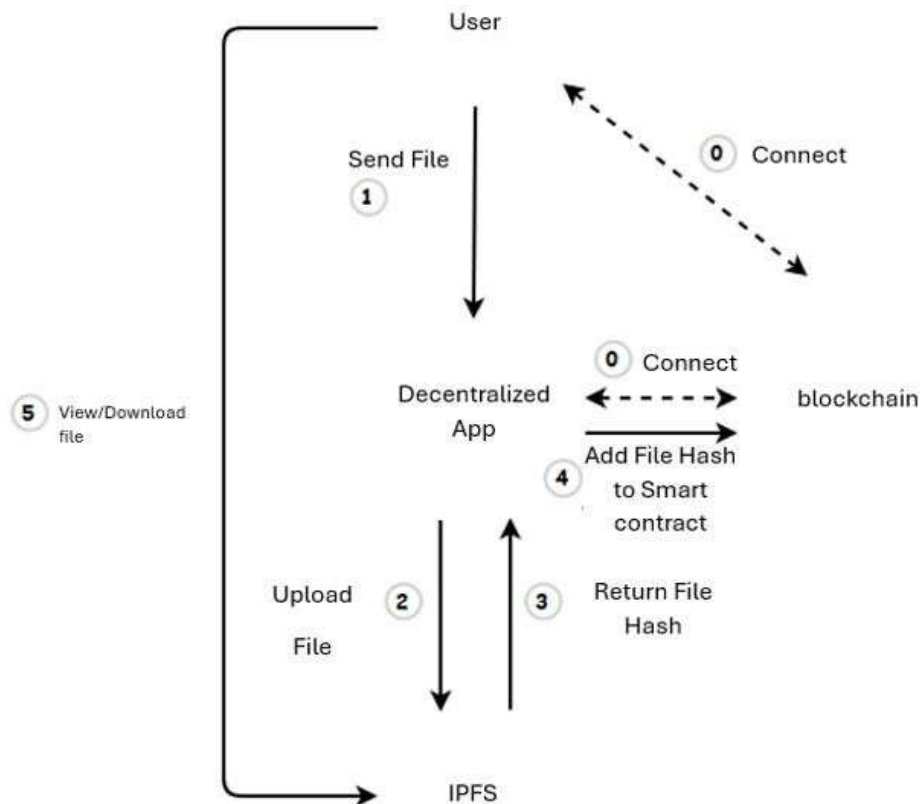 User
0 Connect
Send File
1
0 Connect
Decentralized
App
blockchain
5 View/Download
file
4 Add File Hash
to Smart
contract
Upload
File
2
3 Return File
Hash
IPFS